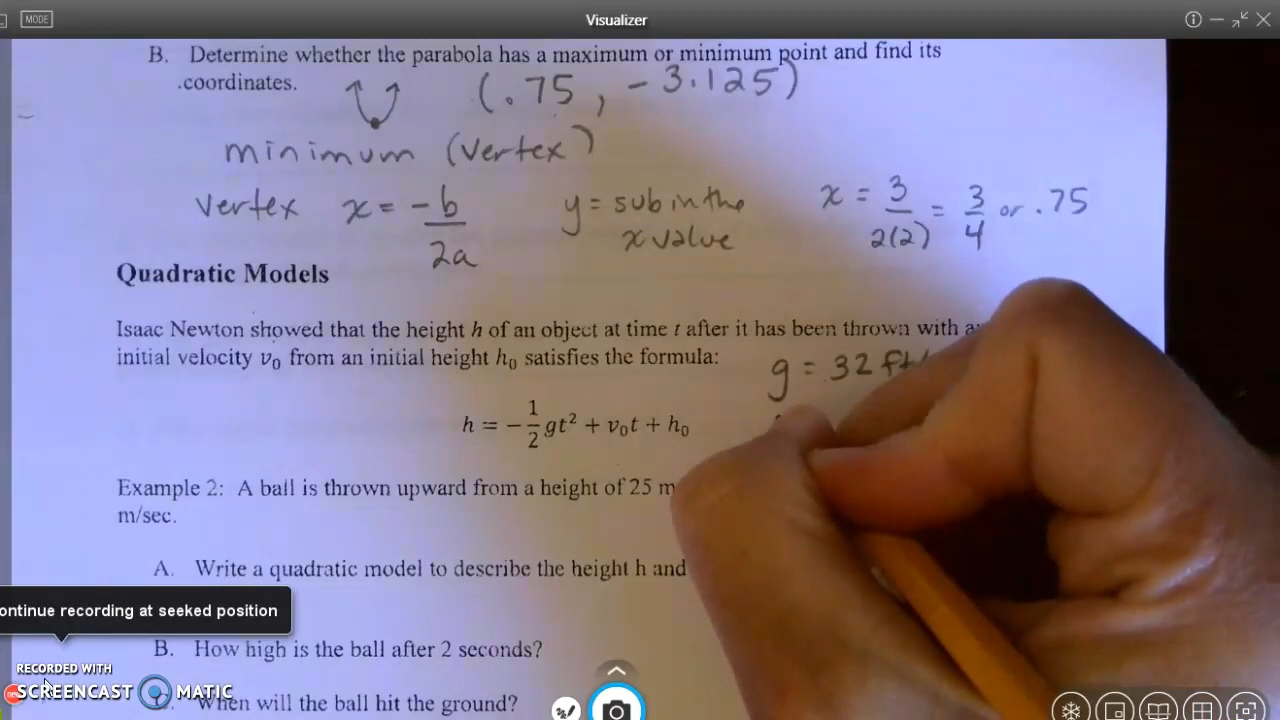 MODE
Visualizer
B. Determine whether the parabola has a maximum or minimum point and find its
coordinates.
(.75, -3.125)
minimum (vertex)
vertex x = -b/2a
y = sub in the
x value
x = 3/2(2) = 3/4 or .75
Quadratic Models
Isaac Newton showed that the height h of an object at time t after it has been thrown with
initial velocity v₀ from an initial height h₀ satisfies the formula:
g = 32 ft/
h = -1/2 gt² + v₀t + h₀
Example 2: A ball is thrown upward from a height of 25 m
m/sec.
A. Write a quadratic model to describe the height h and
ontinue recording at seeked position
B. How high is the ball after 2 seconds?
RECORDED WITH
SCREENCAST MATIC
When will the ball hit the ground?